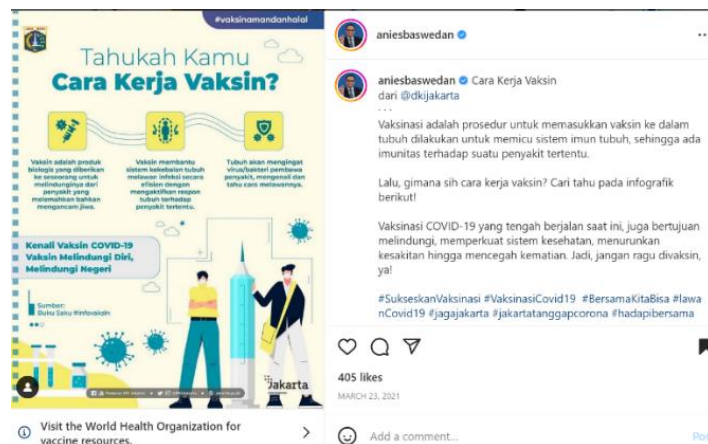 #vaksinamandanhalal
Tahukah Kamu
Cara Kerja Vaksin?
Vaksin adalah produk
biologis yang diberikan
ke seseorang untuk
melindunginya dari
penyakit yang
melemahkan bahkan
mengancam jiwa.
Vaksin membantu
sistem kekebalan tubuh
melawan infeksi secara
efisien dengan
mengaktifkan respon
tubuh terhadap
penyakit tertentu.
Tubuh akan mengingat
virus/bakteri pembawa
penyakit, mengenali dan
tahu cara melawannya.
Kenali Vaksin COVID-19
Vaksin Melindungi Diri,
Melindungi Negeri
Sumber:
Buku Saku #infovaksin
Jakarta
Visit the World Health Organization for
vaccine resources.
aniesbaswedan
aniesbaswedan Cara Kerja Vaksin
dari @dkijakarta
. . .
Vaksinasi adalah prosedur untuk memasukkan vaksin ke dalam
tubuh dilakukan untuk memicu sistem imun tubuh, sehingga ada
imunitas terhadap suatu penyakit tertentu.
Lalu, gimana sih cara kerja vaksin? Cari tahu pada infografik
berikut!
Vaksinasi COVID-19 yang tengah berjalan saat ini, juga bertujuan
melindungi, memperkuat sistem kesehatan, menurunkan
kesakitan hingga mencegah kematian. Jadi, jangan ragu divaksin,
ya!
#SukseskanVaksinasi #VaksinasiCovid19 #BersamaKitaBisa #lawa
nCovid19 #jagajakarta #jakartatanggapcorona #hadapibersama
405 likes
MARCH 23, 2021
Add a comment...
Post